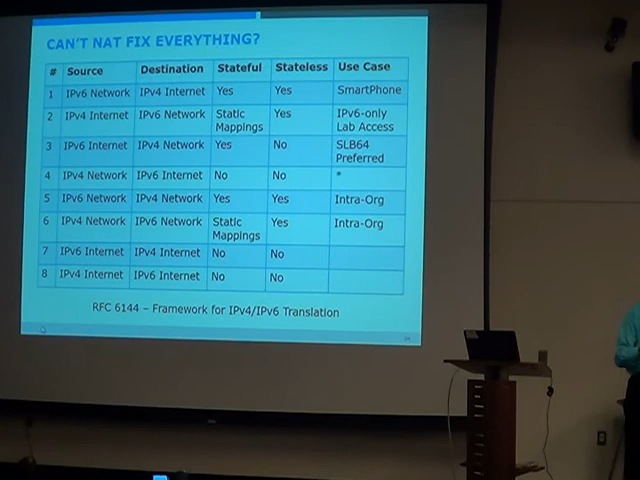 CAN'T NAT FIX EVERYTHING?
# Source Destination Stateful Stateless Use Case
1 IPv6 Network IPv4 Internet Yes Yes SmartPhone
2 IPv4 Internet IPv6 Network Static Mappings Yes IPv6-only Lab Access
3 IPv6 Internet IPv4 Network Yes No SLB64 Preferred
4 IPv4 Network IPv6 Internet No No *
5 IPv6 Network IPv4 Network Yes Yes Intra-Org
6 IPv4 Network IPv6 Network Static Mappings Yes Intra-Org
7 IPv6 Internet IPv4 Internet No No
8 IPv4 Internet IPv6 Internet No No
RFC 6144 – Framework for IPv4/IPv6 Translation